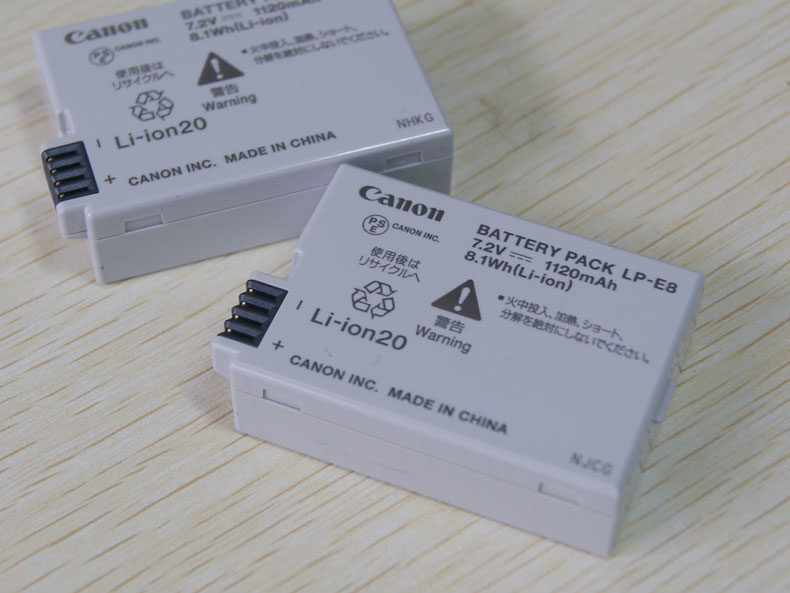 Canon
BATTERY PACK
7.2V 1120mAh
8.1Wh(Li-ion)
PSE
CANON INC.
使用後は
リサイクルへ
警告
Warning
■火中投入、加熱、ショート、
分解を絶対にしないでください。
− Li-ion20
NHKG
+ CANON INC. MADE IN CHINA
Canon
BATTERY PACK LP-E8
7.2V 1120mAh
8.1Wh(Li-ion)
PSE
CANON INC.
使用後は
リサイクルへ
警告
Warning
■火中投入、加熱、ショート、
分解を絶対にしないでください。
− Li-ion20
+ CANON INC. MADE IN CHINA
NJCG